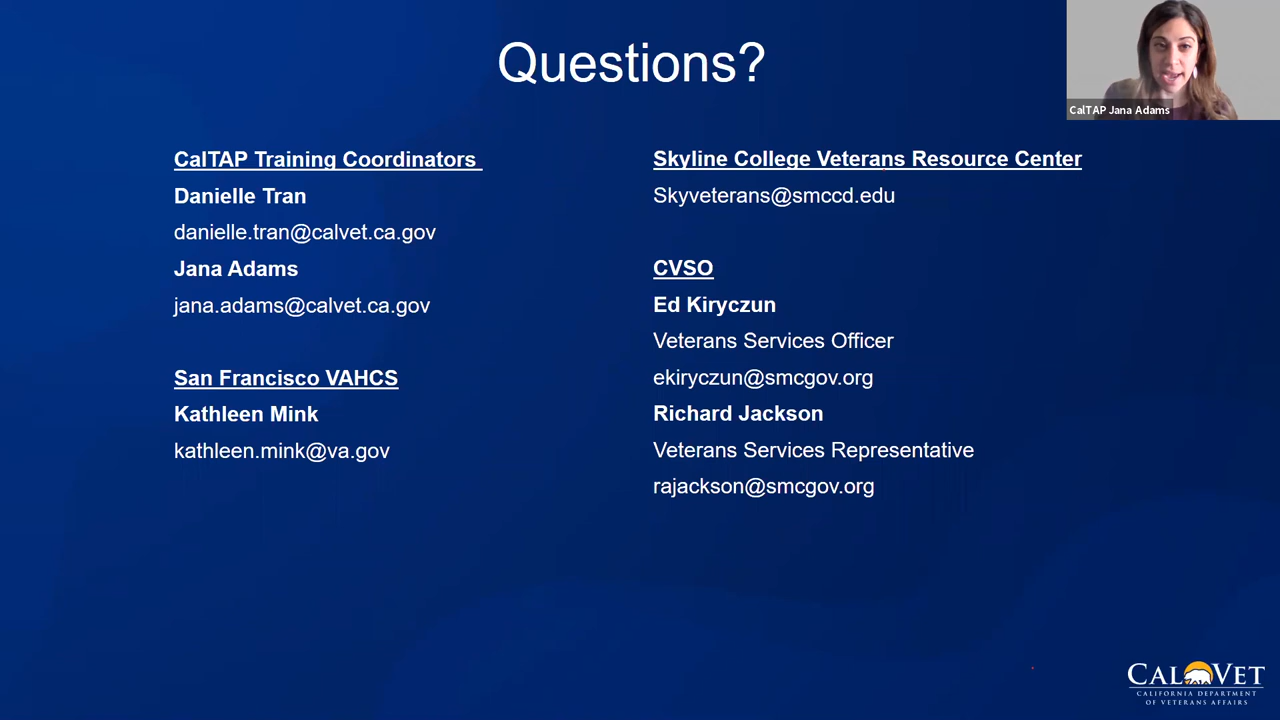 Questions?
CalTAP Jana Adams
CalTAP Training Coordinators
Danielle Tran
danielle.tran@calvet.ca.gov
Jana Adams
jana.adams@calvet.ca.gov
San Francisco VAHCS
Kathleen Mink
kathleen.mink@va.gov
Skyline College Veterans Resource Center
Skyveterans@smccd.edu
CVSO
Ed Kiryczun
Veterans Services Officer
ekiryczun@smcgov.org
Richard Jackson
Veterans Services Representative
rajackson@smcgov.org
CALVET
CALIFORNIA DEPARTMENT
OF VETERANS AFFAIRS